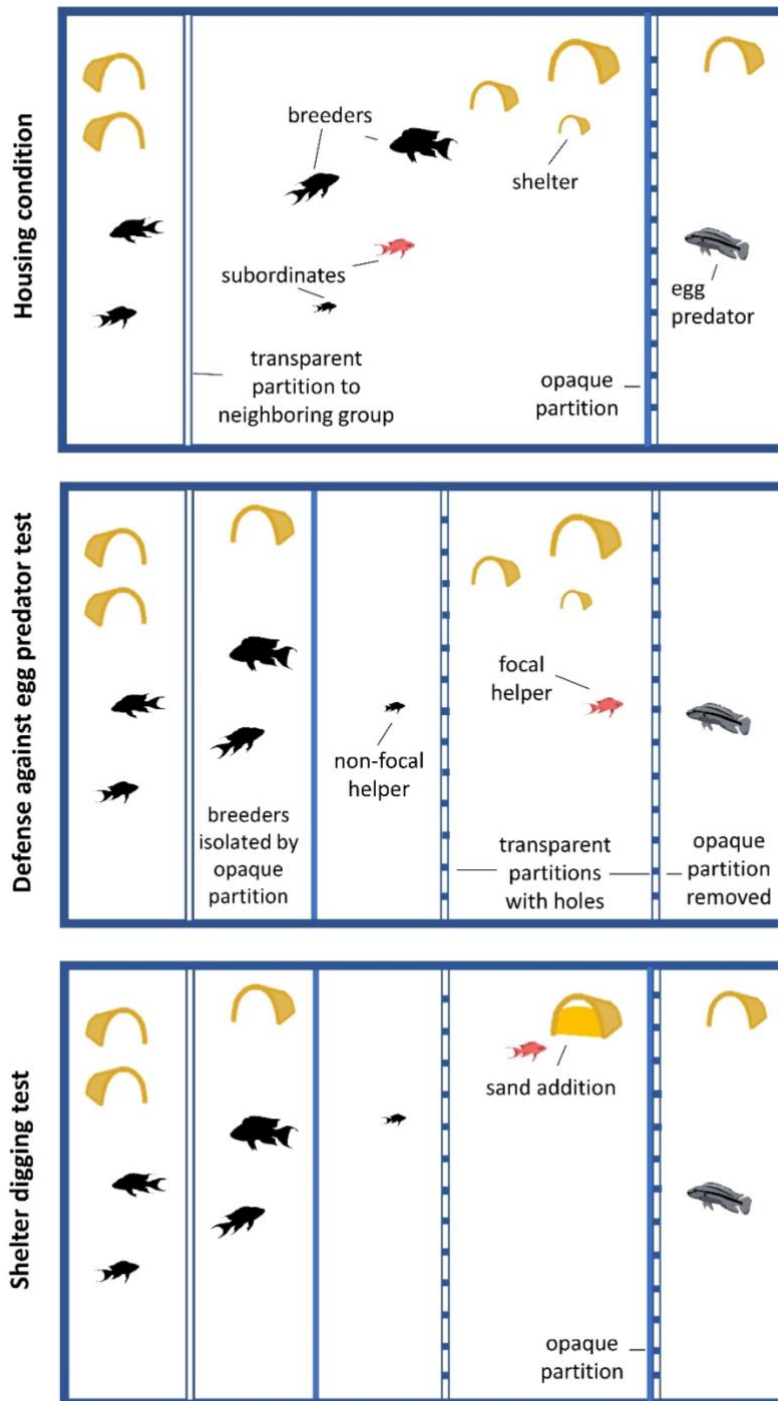 Housing condition
breeders
shelter
subordinates
egg
predator
transparent
partition to
neighboring group
opaque
partition
Defense against egg predator test
focal
helper
non-focal
helper
breeders
isolated by
opaque
partition
transparent
partitions
with holes
opaque
partition
removed
Shelter digging test
sand addition
opaque
partition